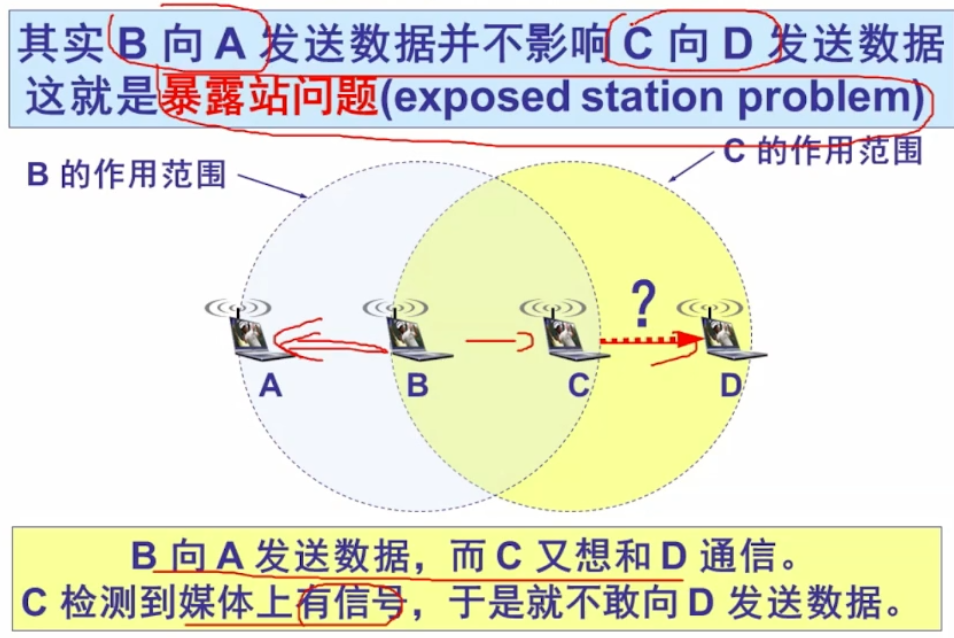 其实 B 向 A 发送数据并不影响 C 向 D 发送数据
这就是暴露站问题(exposed station problem)
B 的作用范围
C 的作用范围
?
A
B
C
D
B 向 A 发送数据，而 C 又想和 D 通信。
C 检测到媒体上有信号，于是就不敢向 D 发送数据。